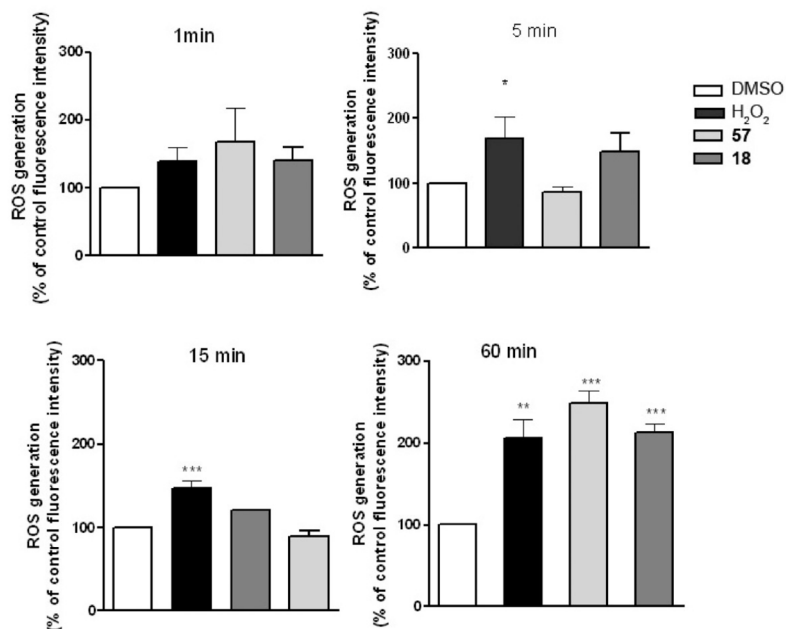 1min
ROS generation
(% of control fluorescence intensity)
300
200
100
0
5 min
ROS generation
(% of control fluorescence intensity)
300
*
200
100
0
DMSO
H₂O₂
57
18
15 min
ROS generation
(% of control fluorescence intensity)
300
200
***
100
0
60 min
ROS generation
(% of control fluorescence intensity)
300
**
***
***
200
100
0